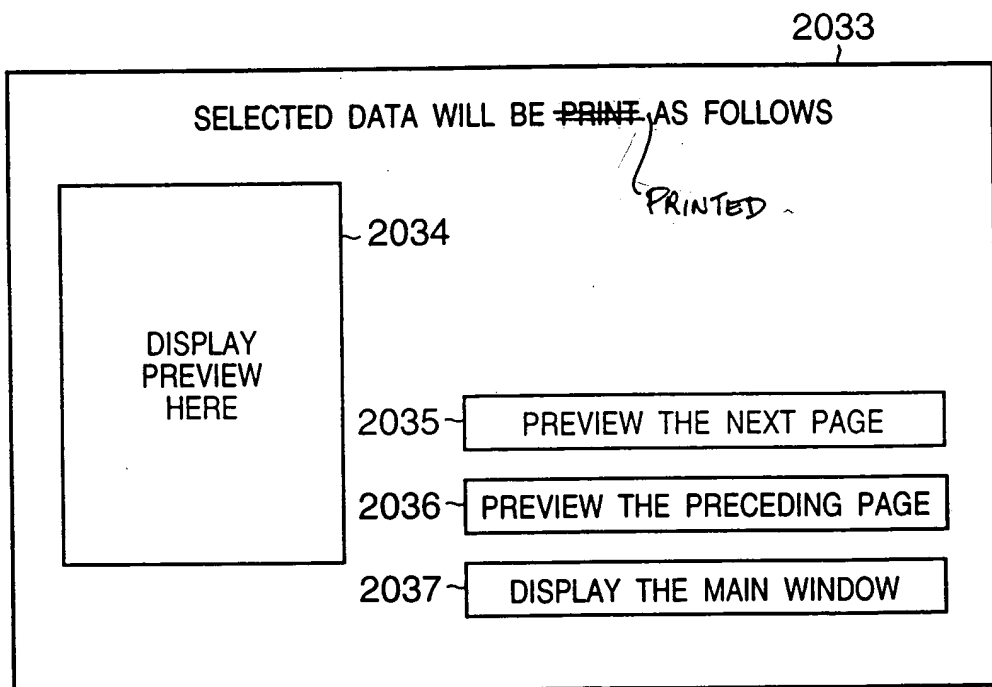 2033
SELECTED DATA WILL BE PRINT AS FOLLOWS
PRINTED
2034
DISPLAY
PREVIEW
HERE
2035 PREVIEW THE NEXT PAGE
2036 PREVIEW THE PRECEDING PAGE
2037 DISPLAY THE MAIN WINDOW